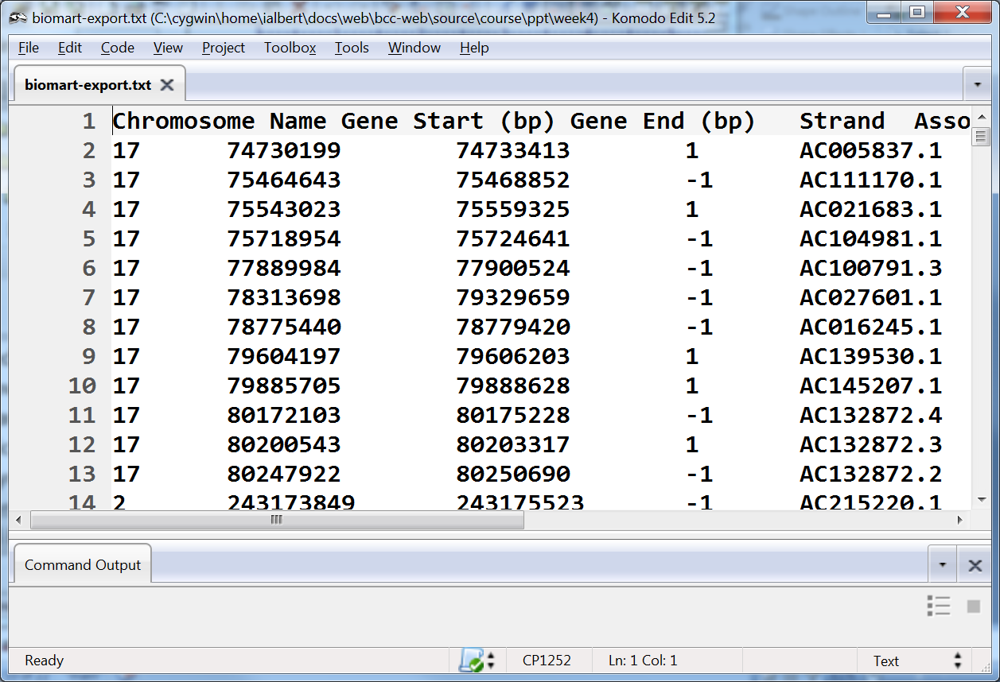 biomart-export.txt (C:\cygwin\home\ialbert\docs\web\bcc-web\source\course\ppt\week4) - Komodo Edit 5.2
File Edit Code View Project Toolbox Tools Window Help
biomart-export.txt
1 Chromosome Name Gene Start (bp) Gene End (bp) Strand Asso
2 17 74730199 74733413 1 AC005837.1
3 17 75464643 75468852 -1 AC111170.1
4 17 75543023 75559325 1 AC021683.1
5 17 75718954 75724641 -1 AC104981.1
6 17 77889984 77900524 -1 AC100791.3
7 17 78313698 79329659 -1 AC027601.1
8 17 78775440 78779420 -1 AC016245.1
9 17 79604197 79606203 1 AC139530.1
10 17 79885705 79888628 1 AC145207.1
11 17 80172103 80175228 -1 AC132872.4
12 17 80200543 80203317 1 AC132872.3
13 17 80247922 80250690 -1 AC132872.2
14 2 243173849 243175523 -1 AC215220.1
Command Output
Ready CP1252 Ln: 1 Col: 1 Text